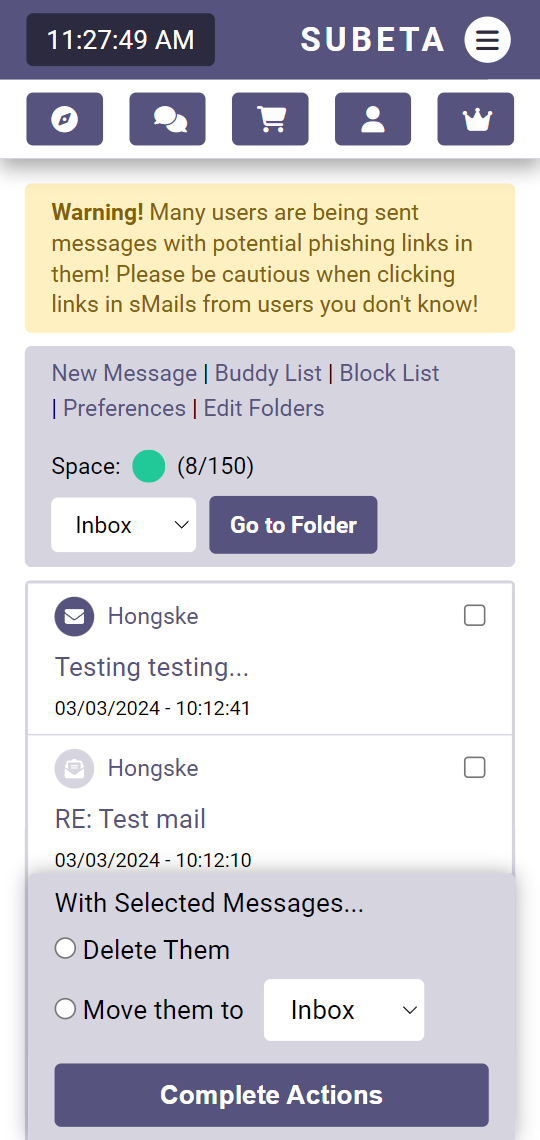 11:27:49 AM
SUBETA
Warning! Many users are being sent
messages with potential phishing links in
them! Please be cautious when clicking
links in sMails from users you don't know!
New Message | Buddy List | Block List
| Preferences | Edit Folders
Space: (8/150)
Inbox
Go to Folder
Hongske
Testing testing...
03/03/2024 - 10:12:41
Hongske
RE: Test mail
03/03/2024 - 10:12:10
With Selected Messages...
Delete Them
Move them to Inbox
Complete Actions